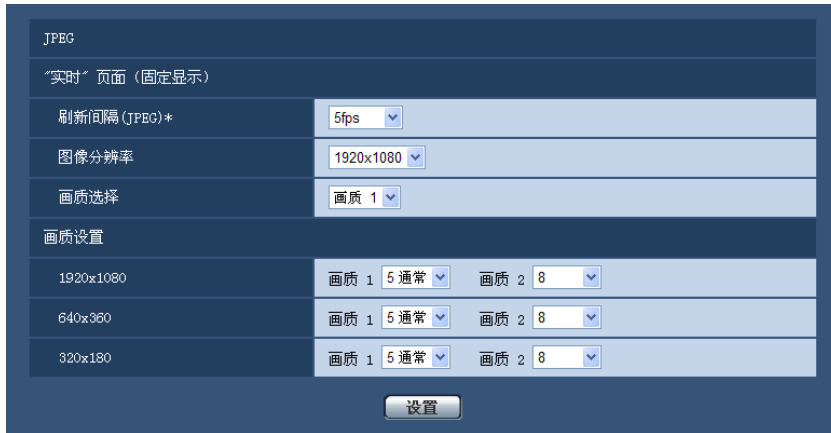 JPEG
"实时"页面（固定显示）
刷新间隔(JPEG)* 5fps
图像分辨率 1920x1080
画质选择 画质 1
画质设置
1920x1080 画质 1 5 通常 画质 2 8
640x360 画质 1 5 通常 画质 2 8
320x180 画质 1 5 通常 画质 2 8
设置